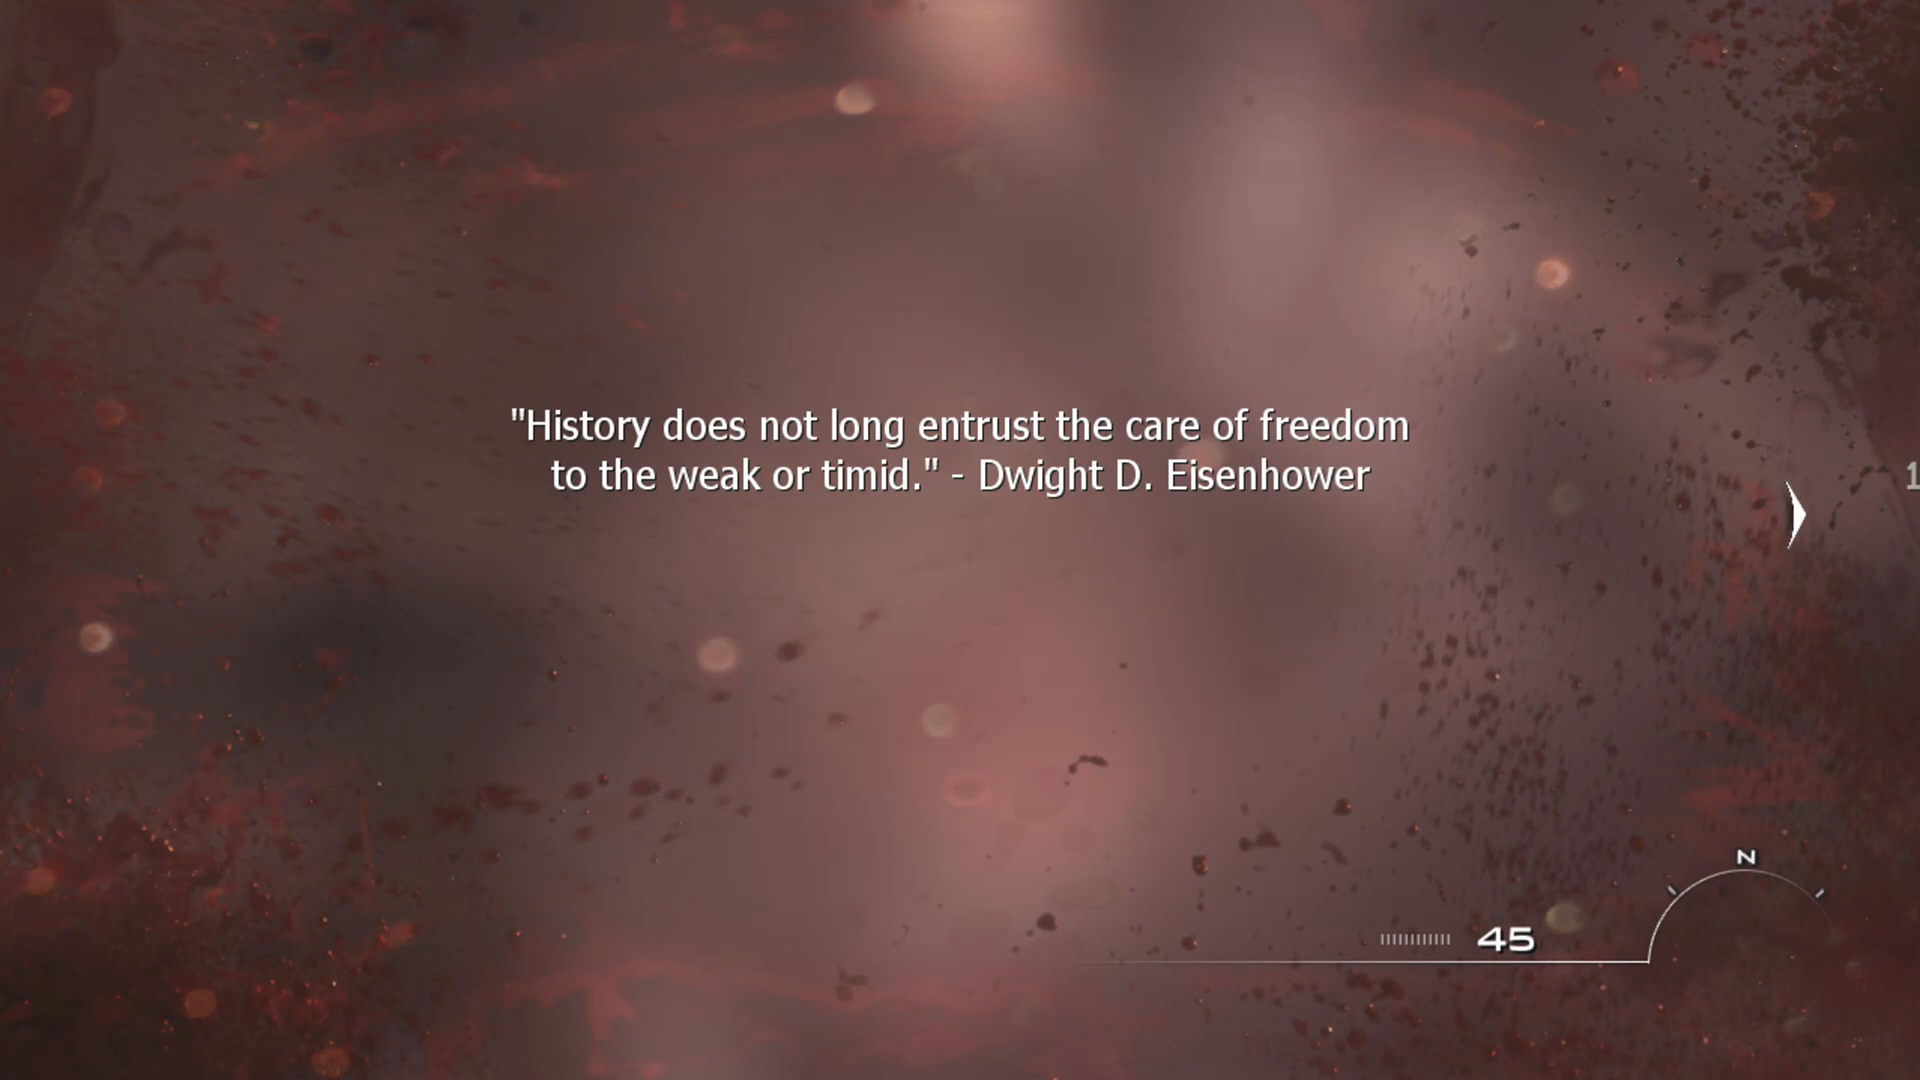 "History does not long entrust the care of freedom
to the weak or timid." - Dwight D. Eisenhower
N
45